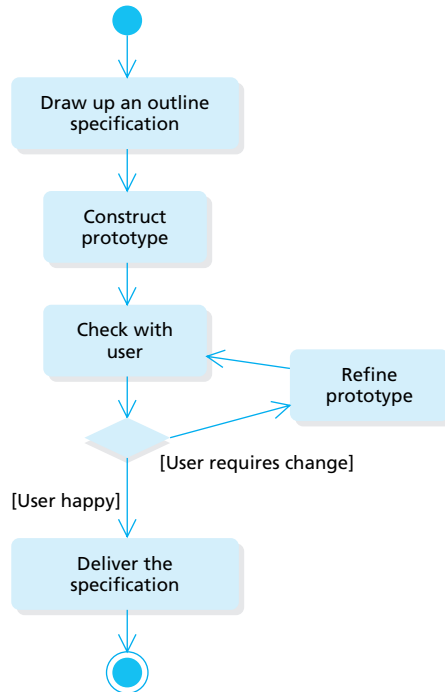 Draw up an outline
specification
Construct
prototype
Check with
user
Refine
prototype
[User requires change]
[User happy]
Deliver the
specification